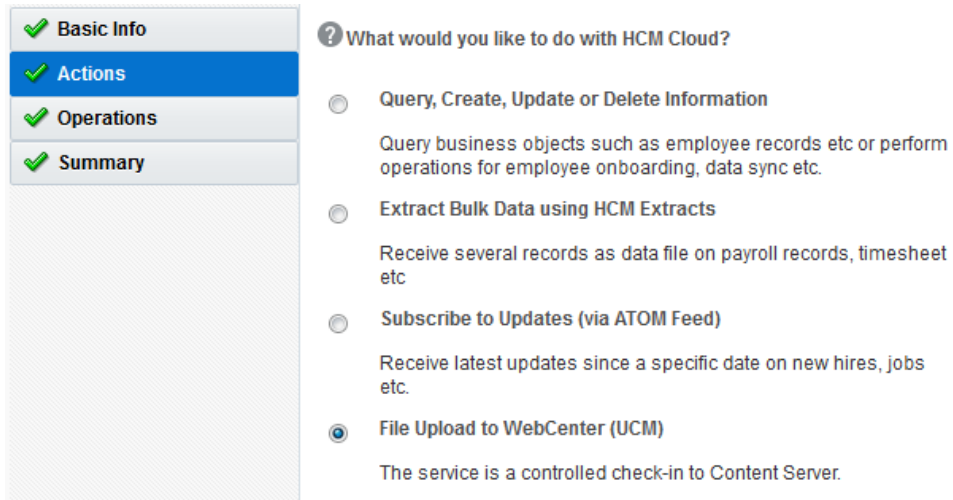 Basic Info
Actions
Operations
Summary
What would you like to do with HCM Cloud?
Query, Create, Update or Delete Information
Query business objects such as employee records etc or perform
operations for employee onboarding, data sync etc.
Extract Bulk Data using HCM Extracts
Receive several records as data file on payroll records, timesheet
etc
Subscribe to Updates (via ATOM Feed)
Receive latest updates since a specific date on new hires, jobs
etc.
File Upload to WebCenter (UCM)
The service is a controlled check-in to Content Server.